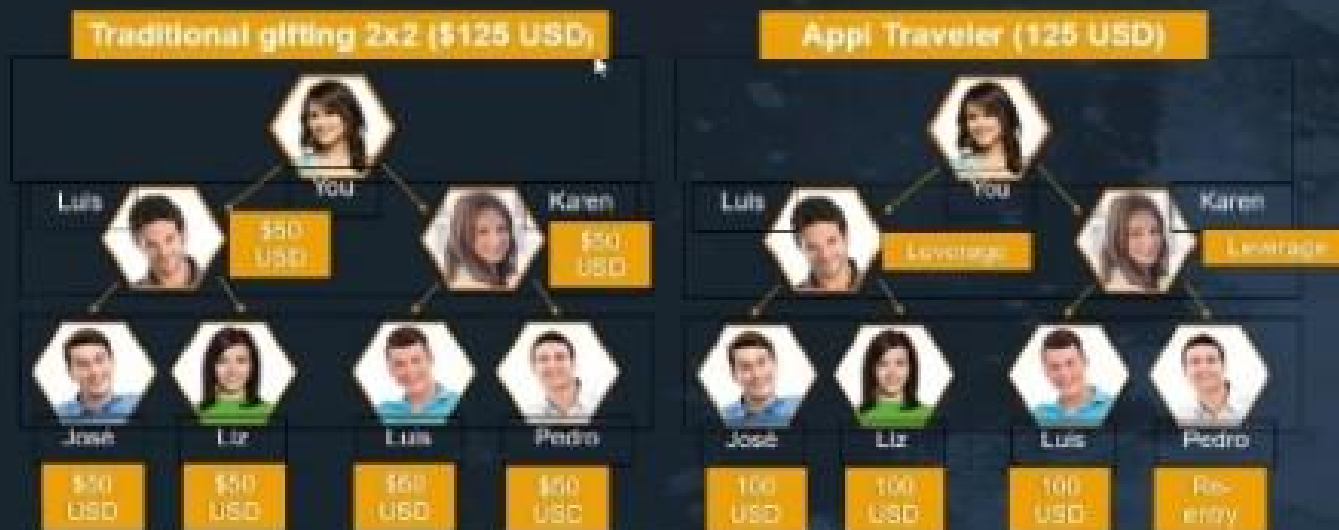 Traditional gifting 2x2 ($125 USD)
You
Luis
$50
USD
Karen
$50
USD
José
Liz
Luis
Pedro
$50
USD
$50
USD
$50
USD
$50
USD
Appi Traveler (125 USD)
You
Luis
Leverage
Karen
Leverage
José
Liz
Luis
Pedro
100
USD
100
USD
100
USD
Re-
entry